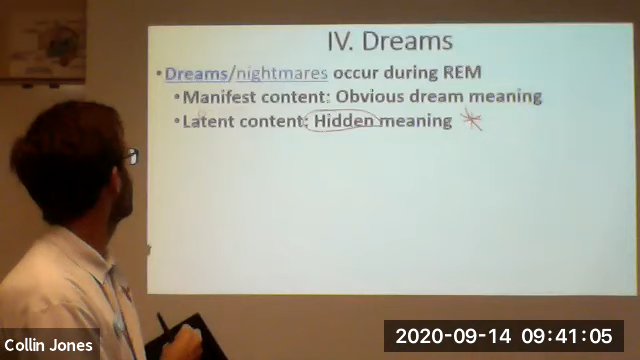 IV. Dreams
• Dreams/nightmares occur during REM
• Manifest content: Obvious dream meaning
• Latent content: Hidden meaning
Collin Jones
2020-09-14 09:41:05